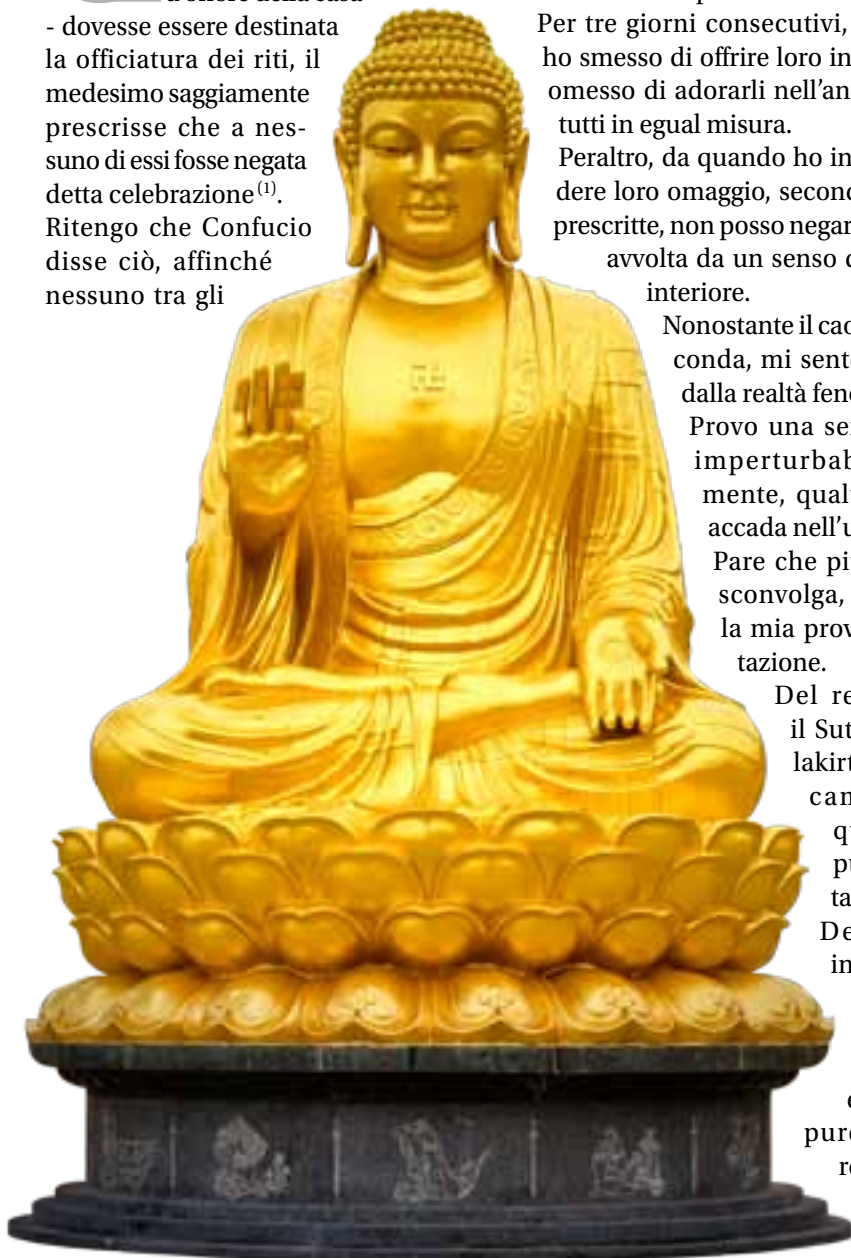 - dovesse essere destinata
la officiatura dei riti, il
medesimo saggiamente
prescrisse che a nes-
suno di essi fosse negata
detta celebrazione(1).
Ritengo che Confucio
disse ciò, affinché
nessuno tra gli
Per tre giorni consecutivi,
ho smesso di offrire loro in
omesso di adorarli nell'an
tutti in egual misura.
Peraltro, da quando ho in
dere loro omaggio, second
prescritte, non posso negar
avvolta da un senso
interiore.
Nonostante il cao
conda, mi sent
dalla realtà fen
Provo una se
imperturbab
mente, qual
accada nell'u
Pare che pi
sconvolga,
la mia prov
tazione.
Del re
il Sut
lakirt
can
q
p
ta
De
in
e
pur
r